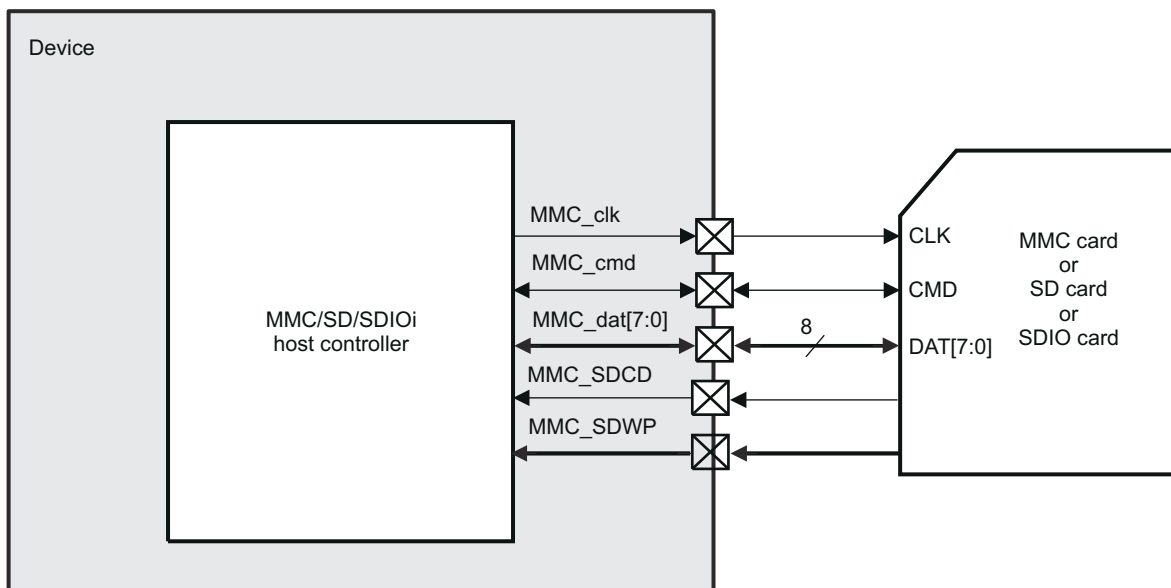 Device
MMC/SD/SDIOi
host controller
MMC_clk
MMC_cmd
MMC_dat[7:0]
MMC_SDCD
MMC_SDWP
8
CLK
CMD
DAT[7:0]
MMC card
or
SD card
or
SDIO card